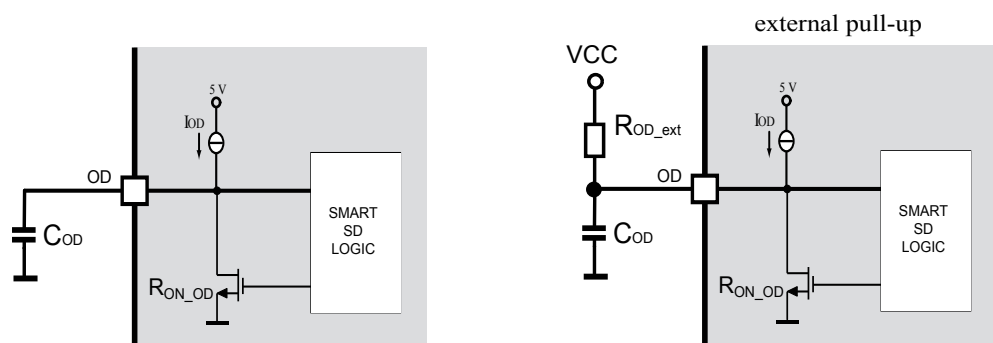 external pull-up
5 V
IOD
OD
COD
SMART
SD
LOGIC
RON_OD
VCC
ROD_ext
5 V
IOD
OD
COD
SMART
SD
LOGIC
RON_OD